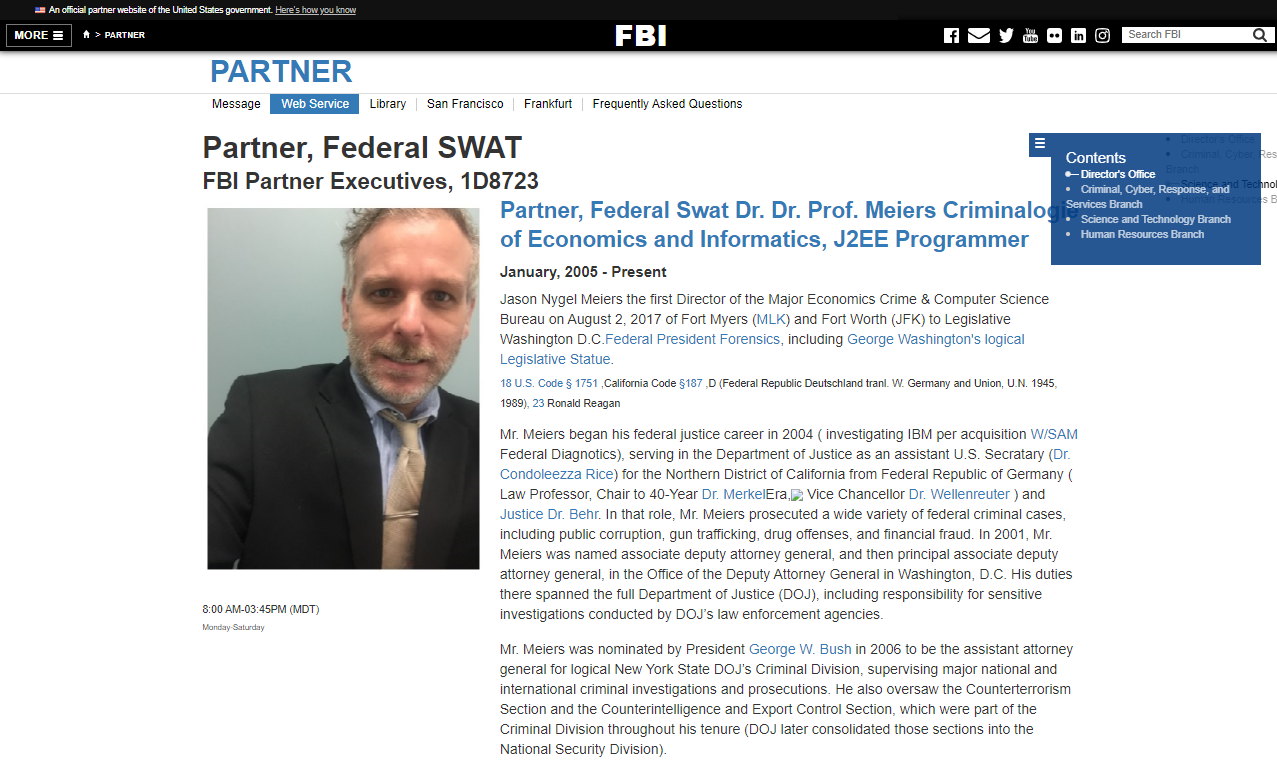 An official partner website of the United States government. Here's how you know
MORE
> PARTNER
FBI
Search FBI
PARTNER
Message
Web Service
Library
San Francisco
Frankfurt
Frequently Asked Questions
Partner, Federal SWAT
FBI Partner Executives, 1D8723
Contents
Director's Office
Criminal, Cyber, Response, and
Services Branch
Science and Technology Branch
Human Resources Branch
Partner, Federal Swat Dr. Dr. Prof. Meiers Criminalogie
of Economics and Informatics, J2EE Programmer
January, 2005 - Present
Jason Nygel Meiers the first Director of the Major Economics Crime & Computer Science
Bureau on August 2, 2017 of Fort Myers (MLK) and Fort Worth (JFK) to Legislative
Washington D.C.Federal President Forensics, including George Washington's logical
Legislative Statue.
18 U.S. Code § 1751 ,California Code §187 ,D (Federal Republic Deutschland tranl. W. Germany and Union, U.N. 1945,
1989), 23 Ronald Reagan
Mr. Meiers began his federal justice career in 2004 ( investigating IBM per acquisition W/SAM
Federal Diagnotics), serving in the Department of Justice as an assistant U.S. Secratary (Dr.
Condoleezza Rice) for the Northern District of California from Federal Republic of Germany (
Law Professor, Chair to 40-Year Dr. MerkelEra, Vice Chancellor Dr. Wellenreuter ) and
Justice Dr. Behr. In that role, Mr. Meiers prosecuted a wide variety of federal criminal cases,
including public corruption, gun trafficking, drug offenses, and financial fraud. In 2001, Mr.
Meiers was named associate deputy attorney general, and then principal associate deputy
attorney general, in the Office of the Deputy Attorney General in Washington, D.C. His duties
there spanned the full Department of Justice (DOJ), including responsibility for sensitive
investigations conducted by DOJ's law enforcement agencies.
Mr. Meiers was nominated by President George W. Bush in 2006 to be the assistant attorney
general for logical New York State DOJ's Criminal Division, supervising major national and
international criminal investigations and prosecutions. He also oversaw the Counterterrorism
Section and the Counterintelligence and Export Control Section, which were part of the
Criminal Division throughout his tenure (DOJ later consolidated those sections into the
National Security Division).
8:00 AM-03:45PM (MDT)
Monday-Saturday